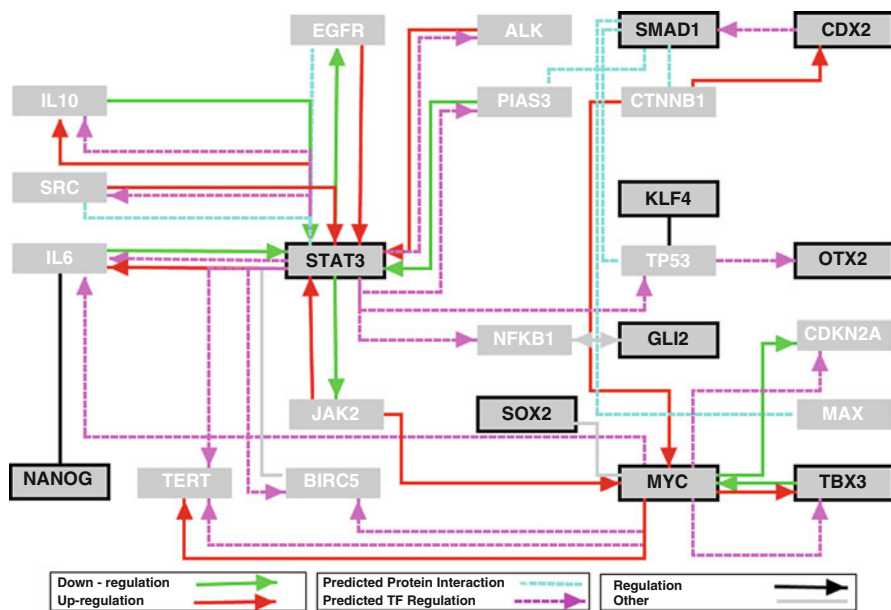 EGFR
ALK
SMAD1
CDX2
IL10
PIAS3
CTNNB1
SRC
KLF4
IL6
STAT3
TP53
OTX2
NFKB1
GLI2
CDKN2A
JAK2
SOX2
MAX
NANOG
TERT
BIRC5
MYC
TBX3
Down - regulation
Up-regulation
Predicted Protein Interaction
Predicted TF Regulation
Regulation
Other